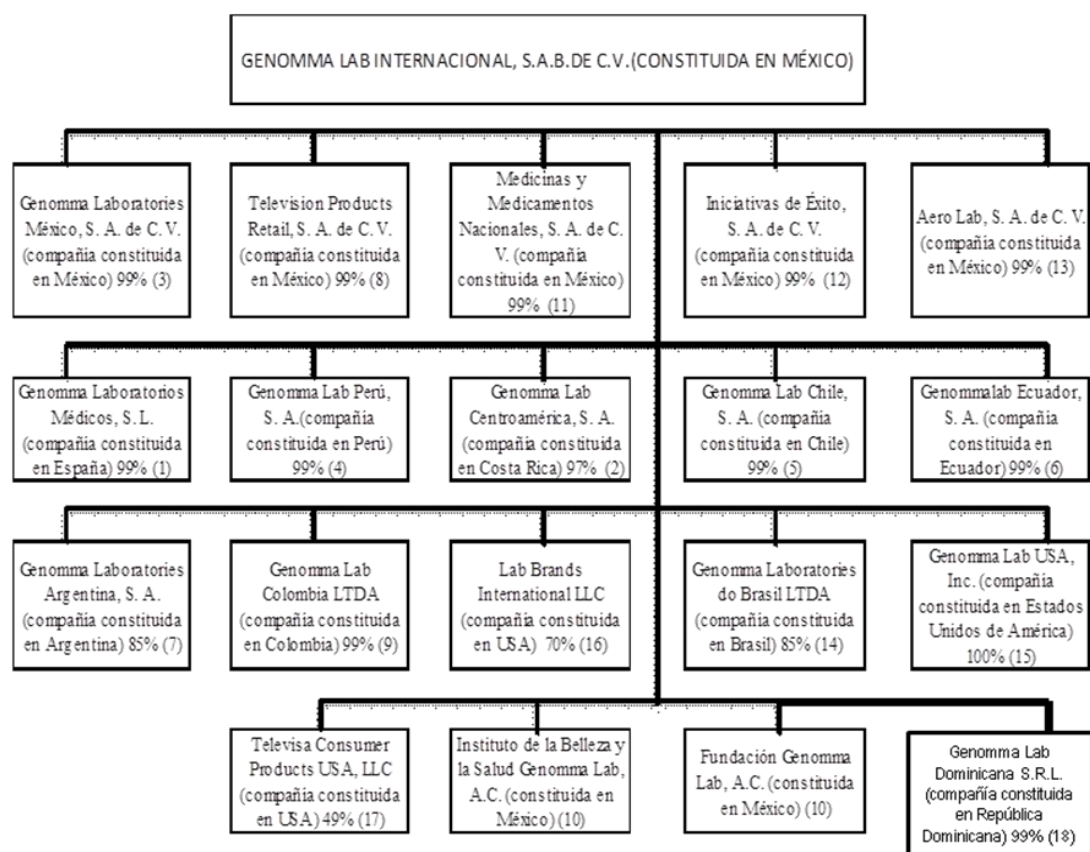 GENOMMA LAB INTERNACIONAL, S.A.B.DE C.V.(CONSTITUIDA EN MÉXICO)
Genomma Laboratories
México, S. A. de C. V.
(compañía constituida
en México) 99% (3)
Television Products
Retail, S. A. de C. V.
(compañía constituida
en México) 99% (8)
Medicinas y
Medicamentos
Nacionales, S. A. de C.
V. (compañía
constituida en México)
99% (11)
Iniciativas de Éxito,
S. A. de C. V.
(compañía constituida
en México) 99% (12)
Aero Lab, S. A. de C. V.
(compañía constituida
en México) 99% (13)
Genomma Laboratorios
Médicos, S.L.
(compañía constituida
en España) 99% (1)
Genomma Lab Perú,
S. A.(compañía
constituida en Perú)
99% (4)
Genomma Lab
Centroamérica, S. A.
(compañía constituida
en Costa Rica) 97% (2)
Genomma Lab Chile,
S. A. (compañía
constituida en Chile)
99% (5)
Genommalab Ecuador,
S. A. (compañía
constituida en
Ecuador) 99% (6)
Genomma Laboratories
Argentina, S. A.
(compañía constituida
en Argentina) 85% (7)
Genomma Lab
Colombia LTDA
(compañía constituida
en Colombia) 99% (9)
Lab Brands
International LLC
(compañía constituida
en USA) 70% (16)
Genomma Laboratories
do Brasil LTDA
(compañía constituida
en Brasil) 85% (14)
Genomma Lab USA,
Inc. (compañía
constituida en Estados
Unidos de América)
100% (15)
Televisa Consumer
Products USA, LLC
(compañía constituida
en USA) 49% (17)
Instituto de la Belleza y
la Salud Genomma Lab,
A.C. (constituida en
México) (10)
Fundación Genomma
Lab, A.C. (constituida
en México) (10)
Genomma Lab
Dominicana S.R.L.
(compañía constituida
en República
Dominicana) 99% (18)